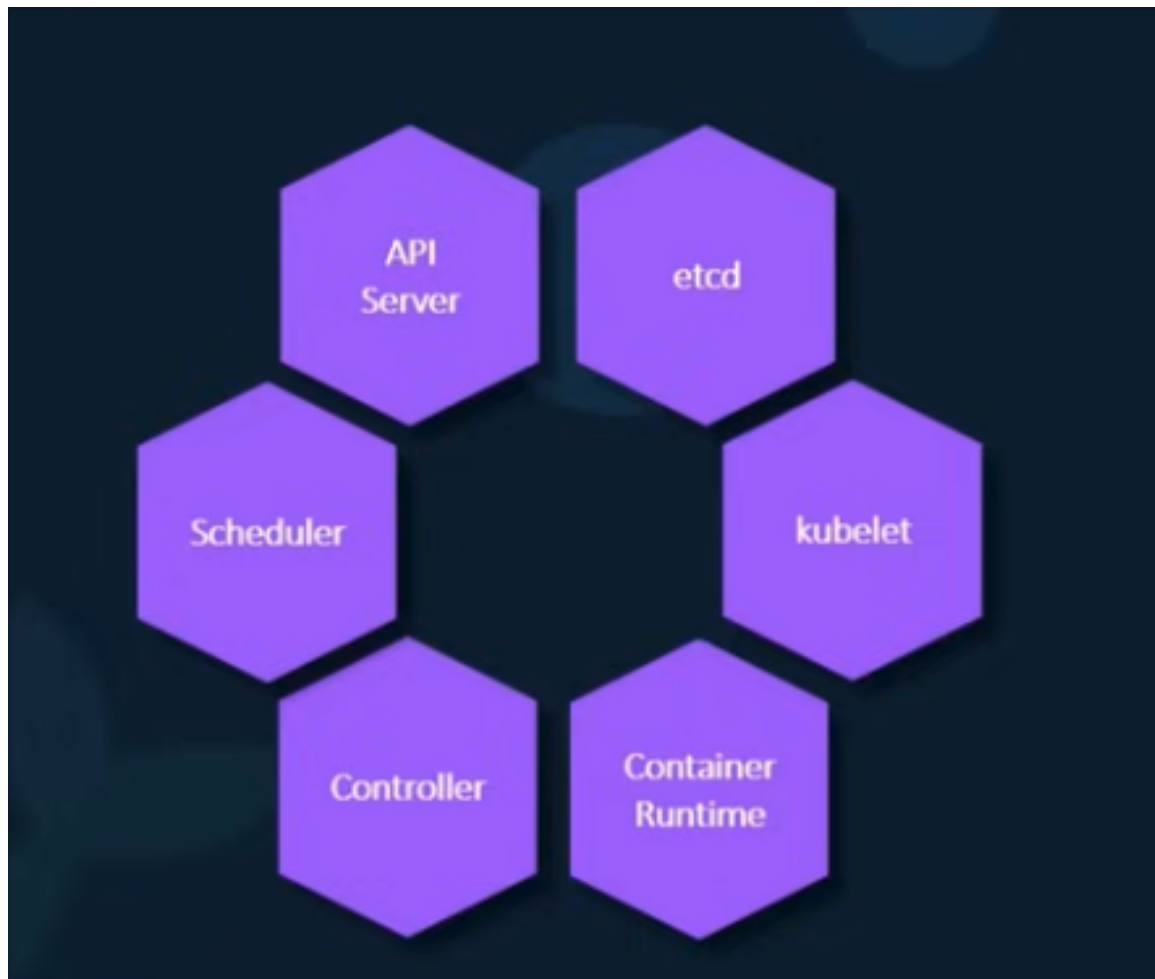 API
Server
etcd
Scheduler
kubelet
Controller
Container
Runtime